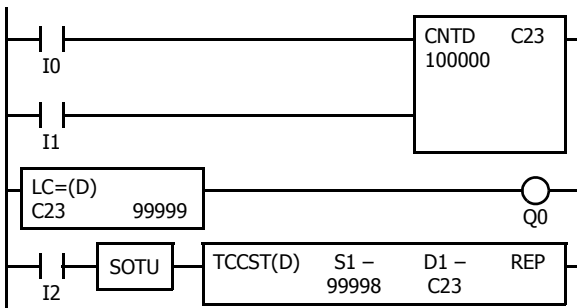 CNTD C23
100000
I0
I1
LC=(D)
C23 99999
Q0
SOTU
TCCST(D) S1 – D1 – REP
99998 C23
I2